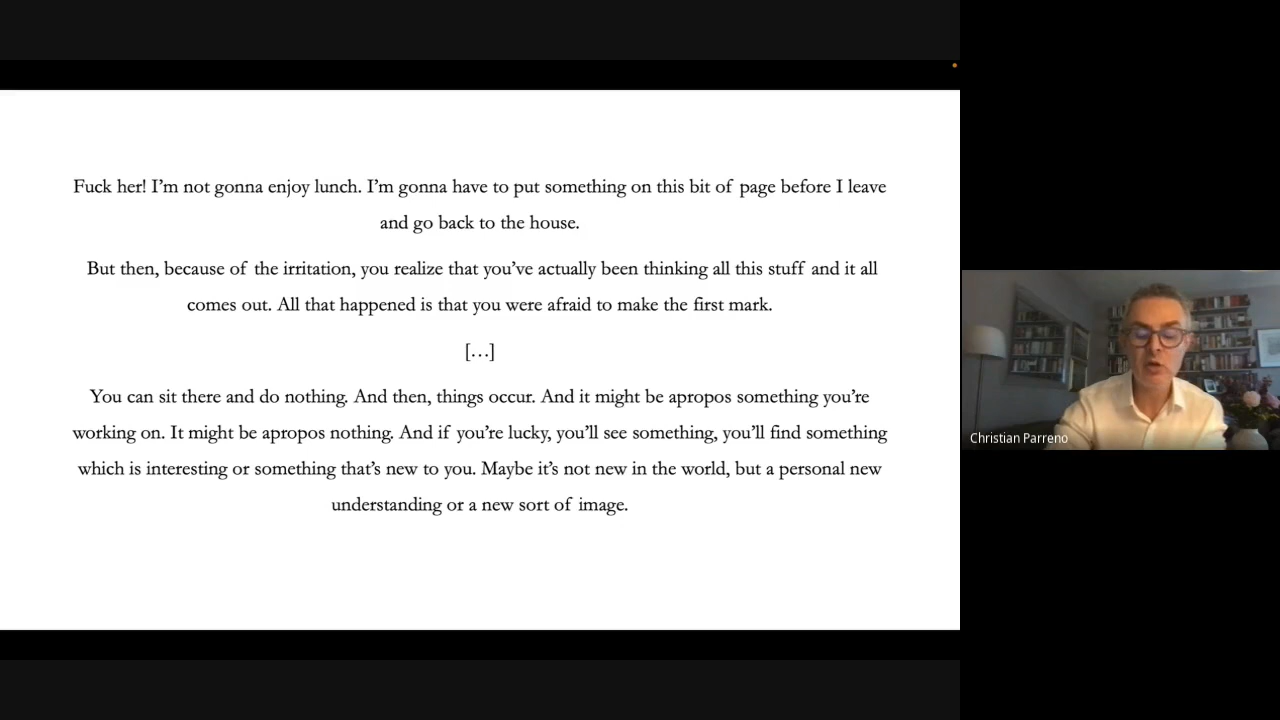 Fuck her! I’m not gonna enjoy lunch. I’m gonna have to put something on this bit of page before I leave
and go back to the house.
But then, because of the irritation, you realize that you’ve actually been thinking all this stuff and it all
comes out. All that happened is that you were afraid to make the first mark.
[…]
You can sit there and do nothing. And then, things occur. And it might be apropos something you’re
working on. It might be apropos nothing. And if you’re lucky, you’ll see something, you’ll find something
which is interesting or something that’s new to you. Maybe it’s not new in the world, but a personal new
understanding or a new sort of image.
Christian Parreno